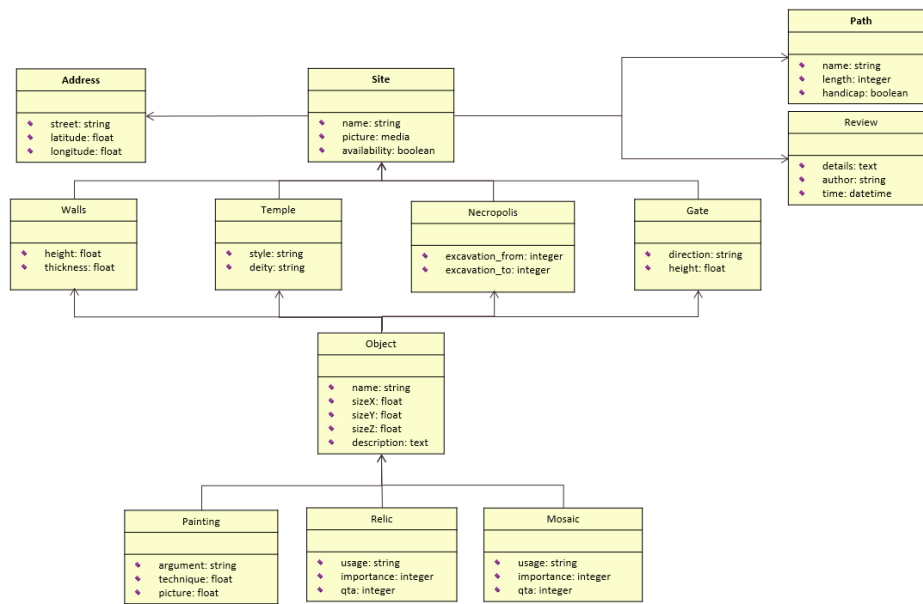 Path
name: string
length: integer
handicap: boolean
Address
street: string
latitude: float
longitude: float
Site
name: string
picture: media
availability: boolean
Review
details: text
author: string
time: datetime
Walls
height: float
thickness: float
Temple
style: string
deity: string
Necropolis
excavation_from: integer
excavation_to: integer
Gate
direction: string
height: float
Object
name: string
sizeX: float
sizeY: float
sizeZ: float
description: text
Painting
argument: string
technique: float
picture: float
Relic
usage: string
importance: integer
qta: integer
Mosaic
usage: string
importance: integer
qta: integer